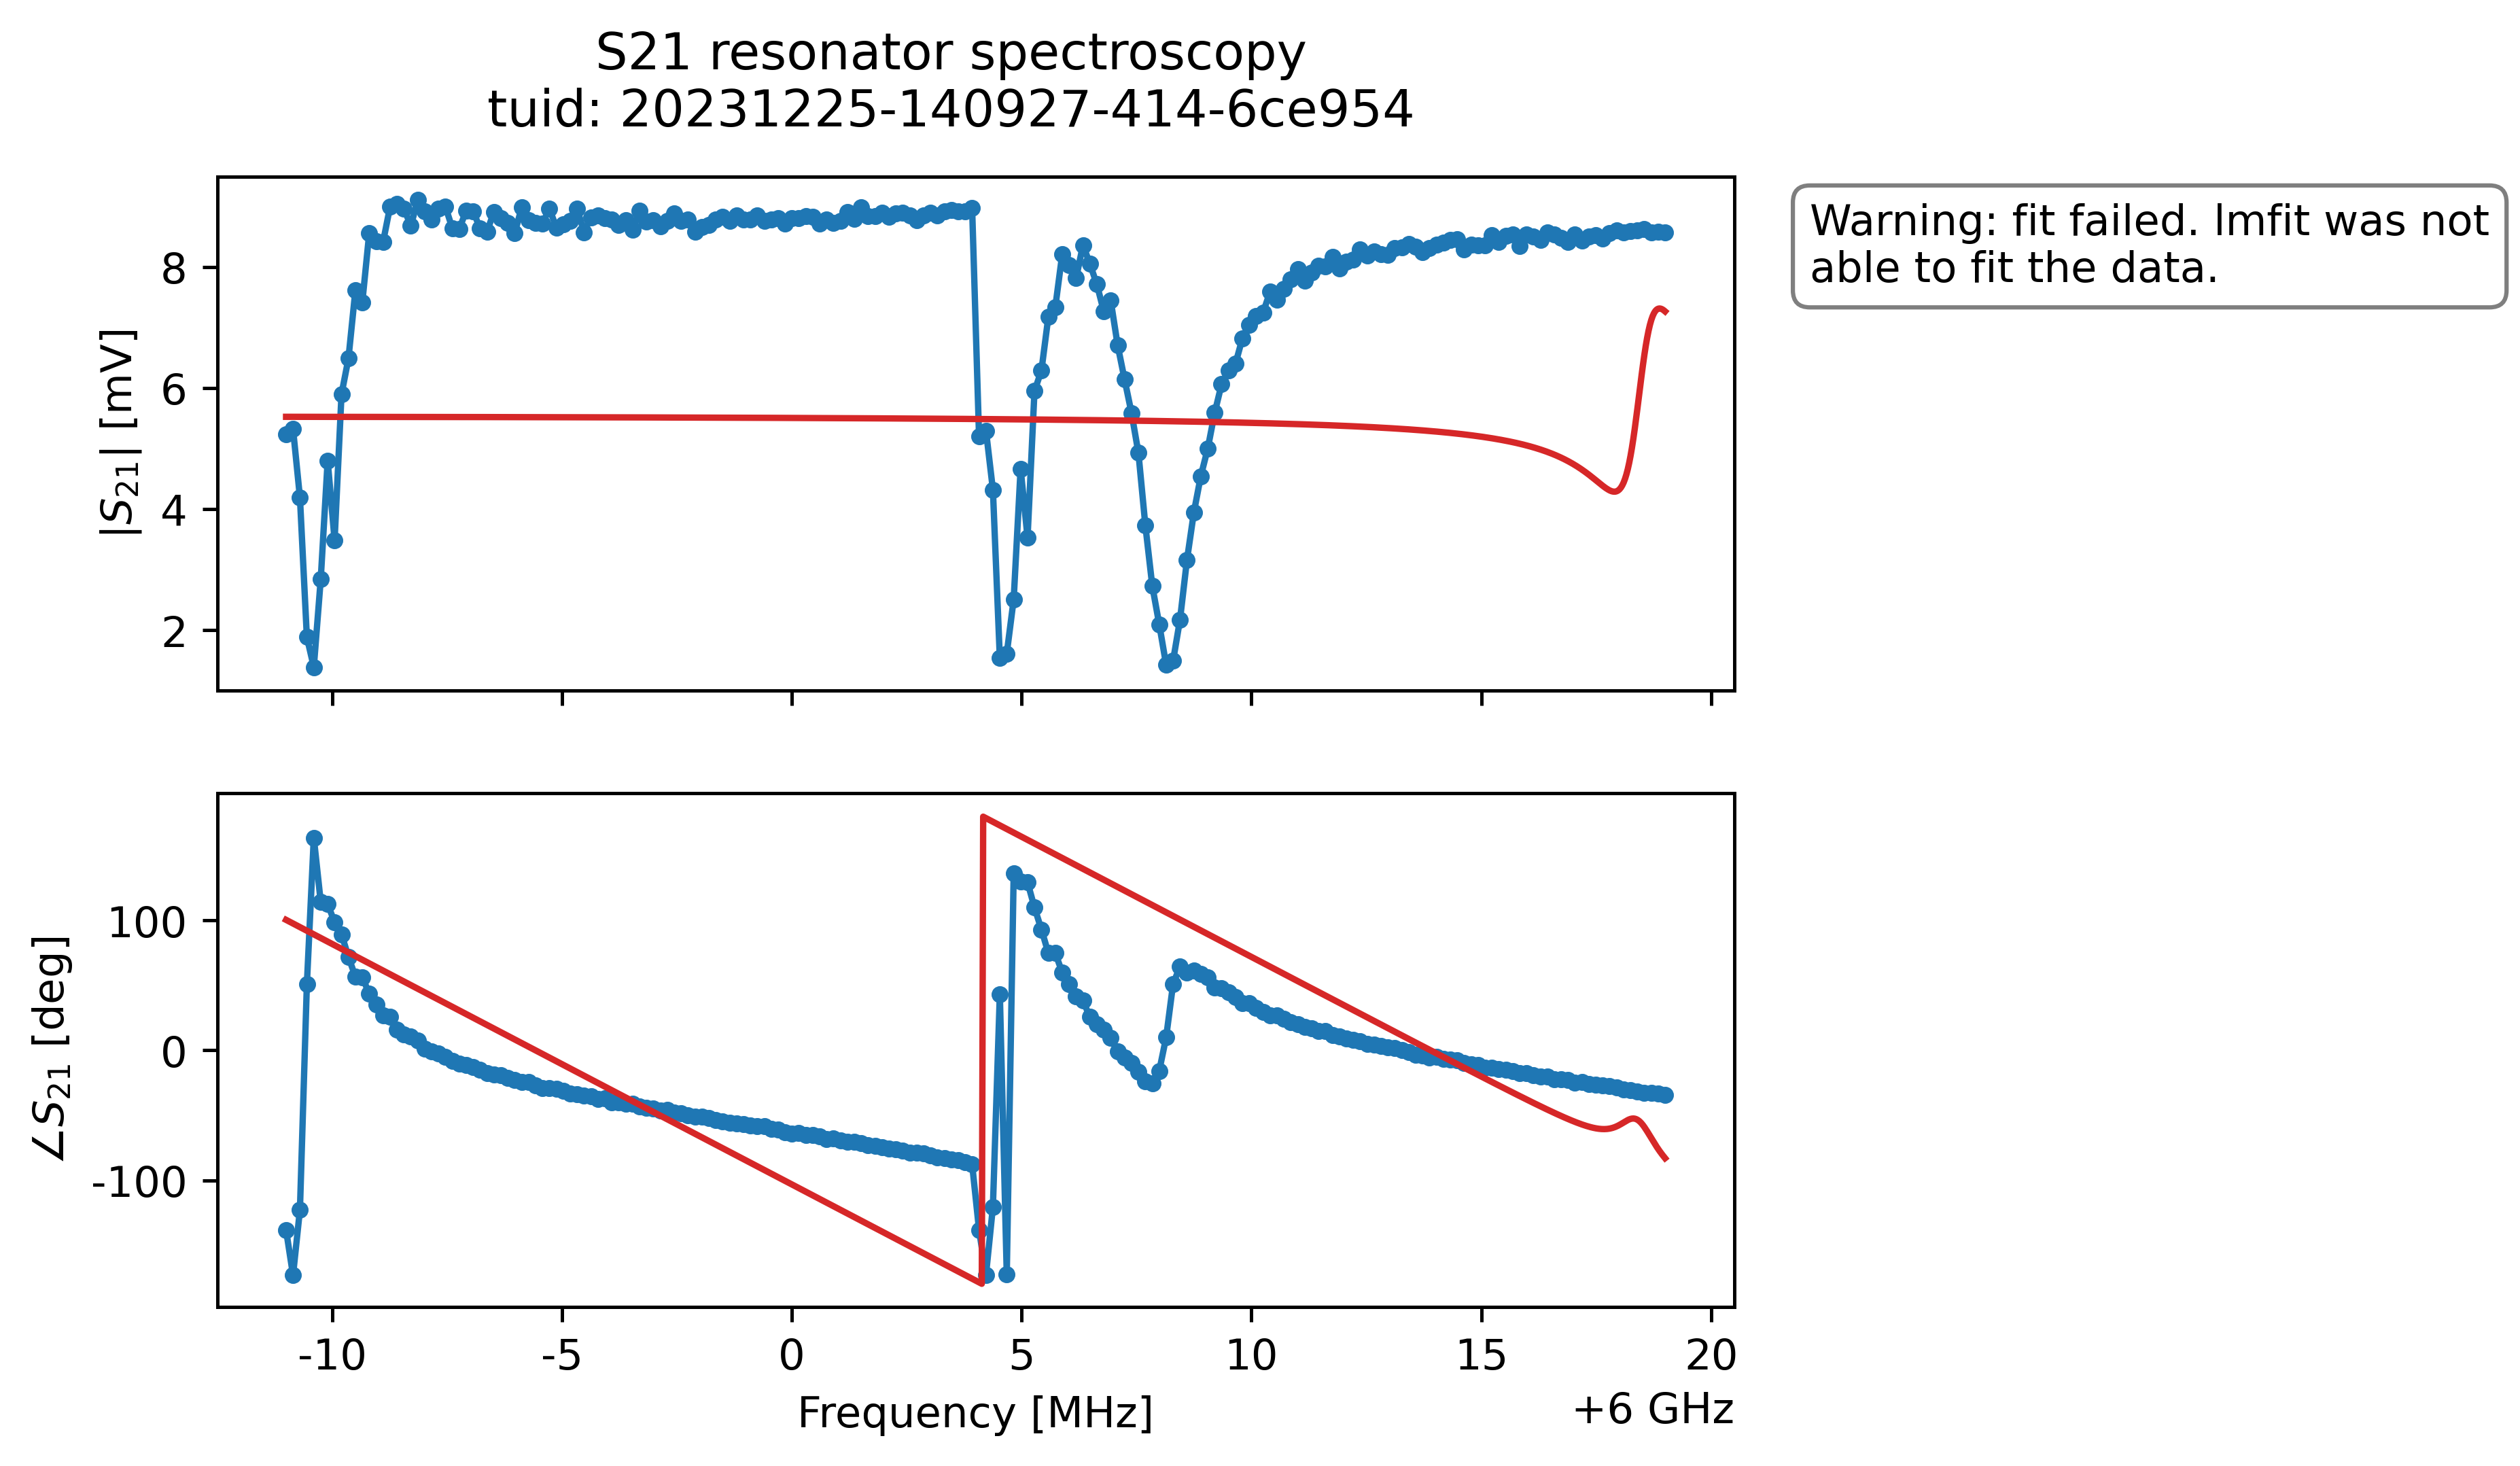 S21 resonator spectroscopy
tuid: 20231225-140927-414-6ce954
Warning: fit failed. lmfit was not
able to fit the data.
|S21| [mV]
8
6
4
2
∠S21 [deg]
100
0
-100
-10 -5 0 5 10 15 20
Frequency [MHz]
+6 GHz